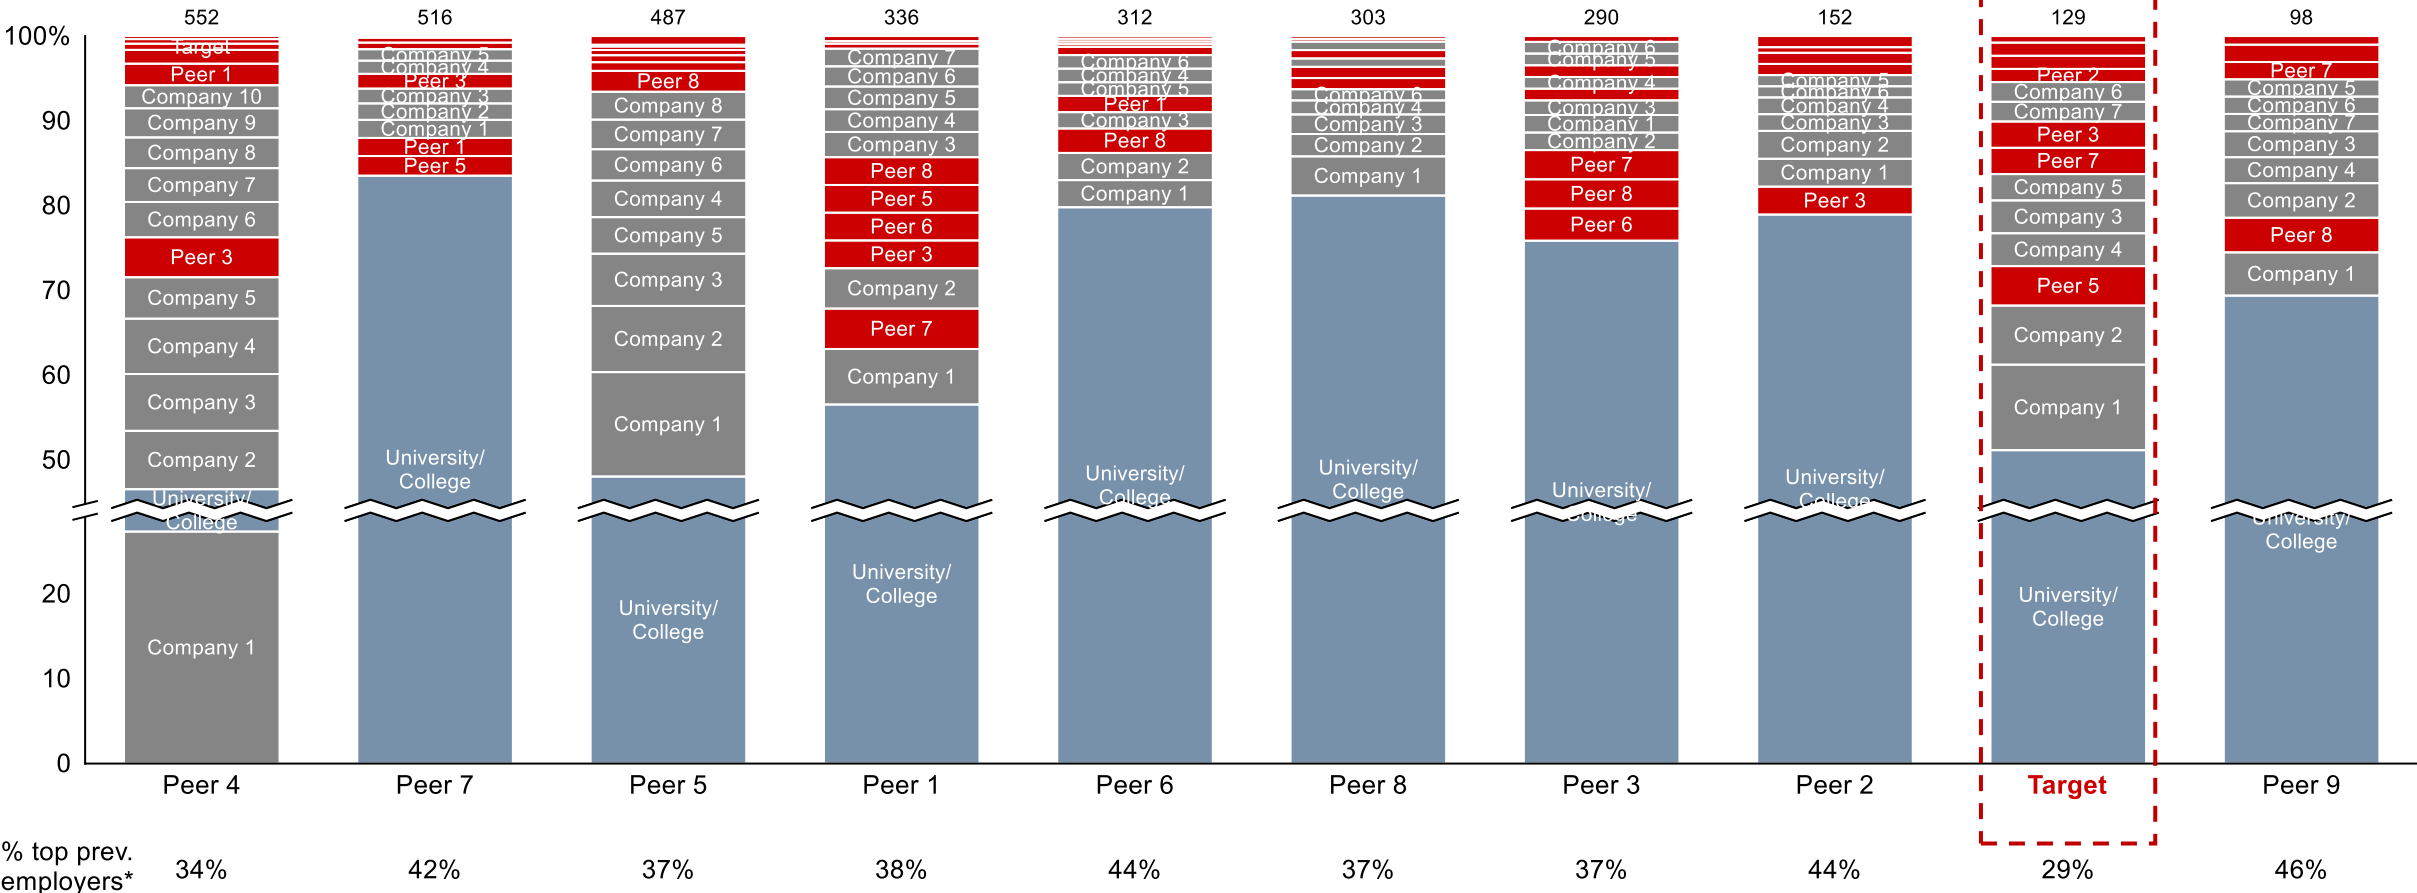 552 516 487 336 312 303 290 152 129 98
100%
90
80
70
60
50
20
10
0
Target
Peer 1
Company 10
Company 9
Company 8
Company 7
Company 6
Peer 3
Company 5
Company 4
Company 3
Company 2
University/
College
Company 1
Company 5
Company 4
Peer 3
Company 3
Company 2
Company 1
Peer 1
Peer 5
University/
College
Peer 8
Company 8
Company 7
Company 6
Company 4
Company 5
Company 3
Company 2
Company 1
University/
College
Company 7
Company 6
Company 5
Company 4
Company 3
Peer 8
Peer 5
Peer 6
Peer 3
Company 2
Peer 7
Company 1
University/
College
Company 6
Company 4
Company 5
Peer 1
Company 3
Peer 8
Company 2
Company 1
University/
College
Company 6
Company 4
Company 3
Company 2
Company 1
University/
College
Company 6
Company 5
Company 4
Company 3
Company 1
Company 2
Peer 7
Peer 8
Peer 6
University/
College
Company 5
Company 6
Company 4
Company 3
Company 2
Company 1
Peer 3
University/
College
Peer 2
Company 6
Company 7
Peer 3
Peer 7
Company 5
Company 3
Company 4
Peer 5
Company 2
Company 1
University/
College
Peer 7
Company 5
Company 6
Company 7
Company 3
Company 4
Company 2
Peer 8
Company 1
University/
College
Peer 4 Peer 7 Peer 5 Peer 1 Peer 6 Peer 8 Peer 3 Peer 2 Target Peer 9
% top prev.
employers*
34% 42% 37% 38% 44% 37% 37% 44% 29% 46%